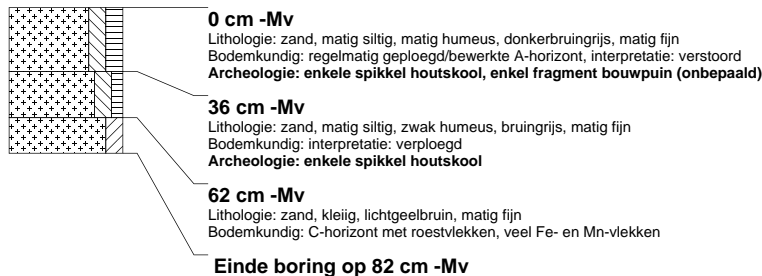 0 cm -Mv
Lithologie: zand, matig siltig, matig humeus, donkerbruingrijs, matig fijn
Bodemkundig: regelmatig geploegd/bewerkte A-horizont, interpretatie: verstoord
Archeologie: enkele spikkel houtskool, enkel fragment bouwpuin (onbepaald)
36 cm -Mv
Lithologie: zand, matig siltig, zwak humeus, bruingrijs, matig fijn
Bodemkundig: interpretatie: verploegd
Archeologie: enkele spikkel houtskool
62 cm -Mv
Lithologie: zand, kleiig, lichtgeelbruin, matig fijn
Bodemkundig: C-horizont met roestvlekken, veel Fe- en Mn-vlekken
Einde boring op 82 cm -Mv